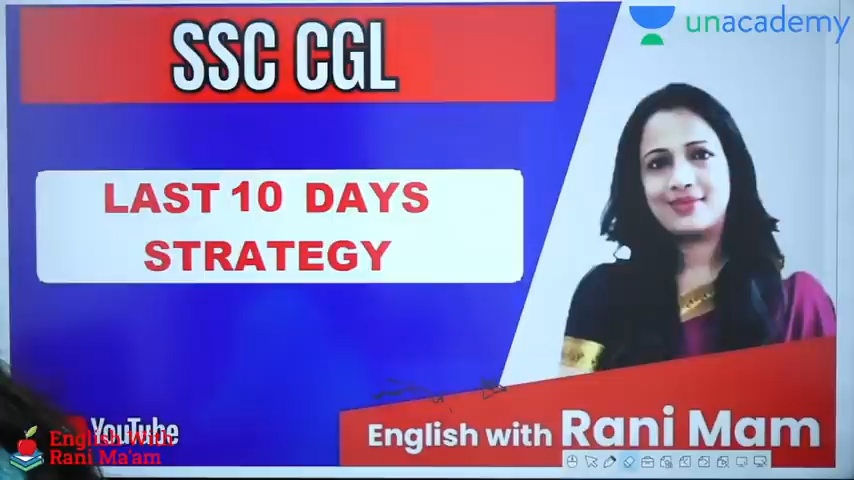 SSC CGL
unacademy
LAST 10 DAYS
STRATEGY
YouTube
English With
Rani Ma'am
English with Rani Mam